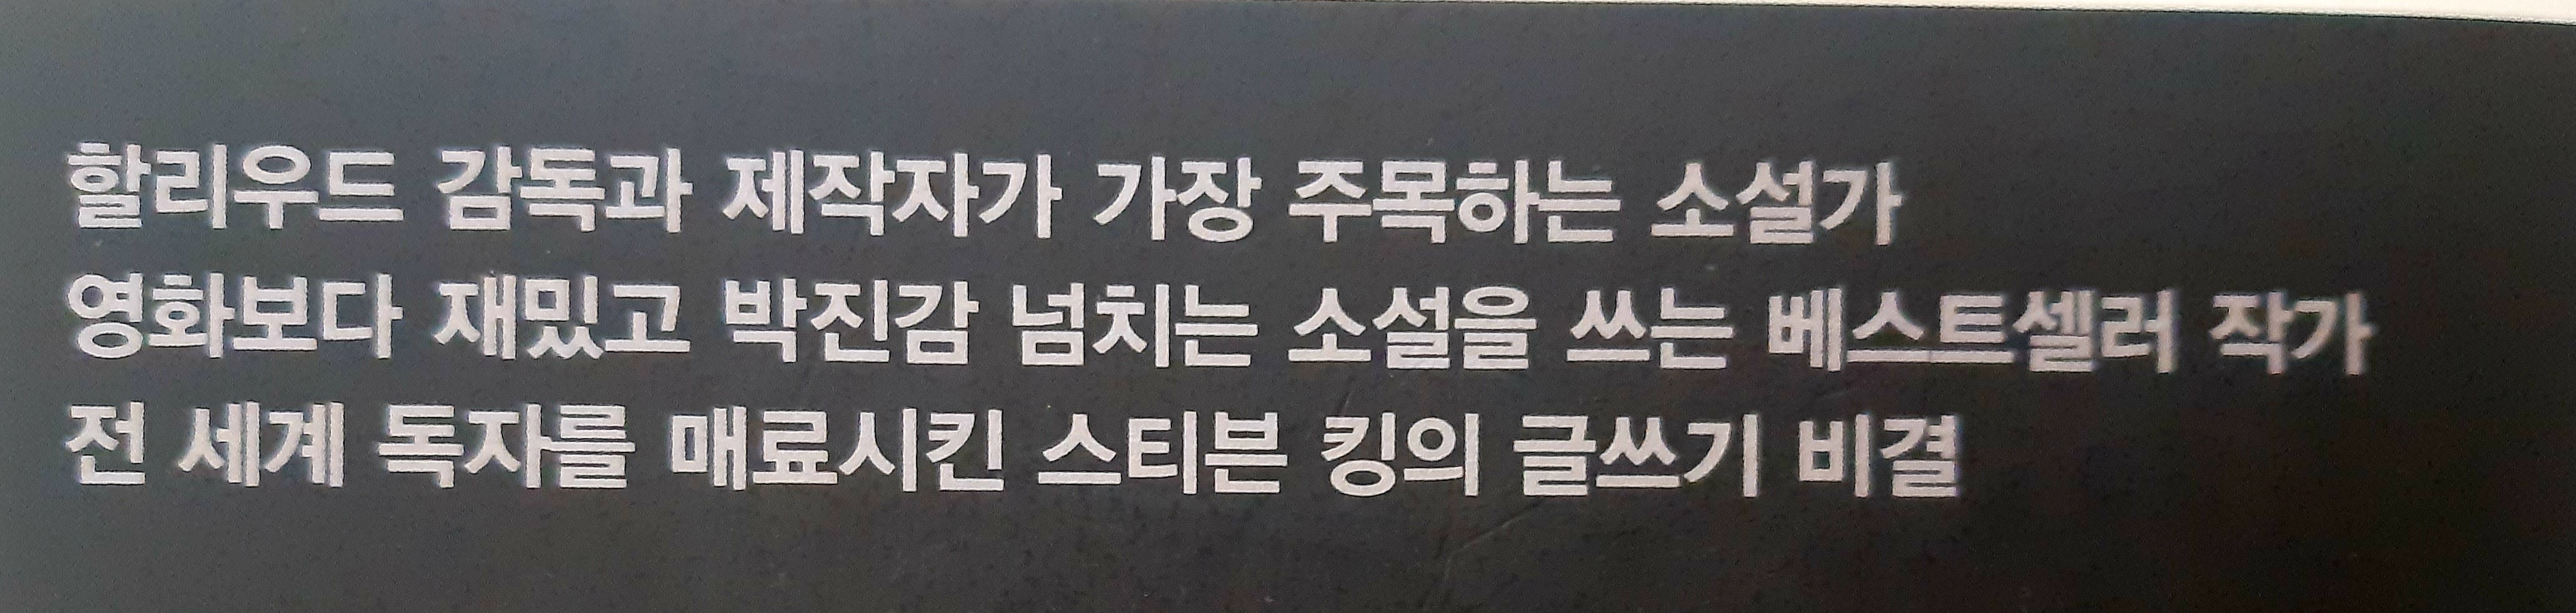 할리우드 감독과 제작자가 가장 주목하는 소설가
영화보다 재밌고 박진감 넘치는 소설을 쓰는 베스트셀러 작가
전 세계 독자를 매료시킨 스티븐 킹의 글쓰기 비결